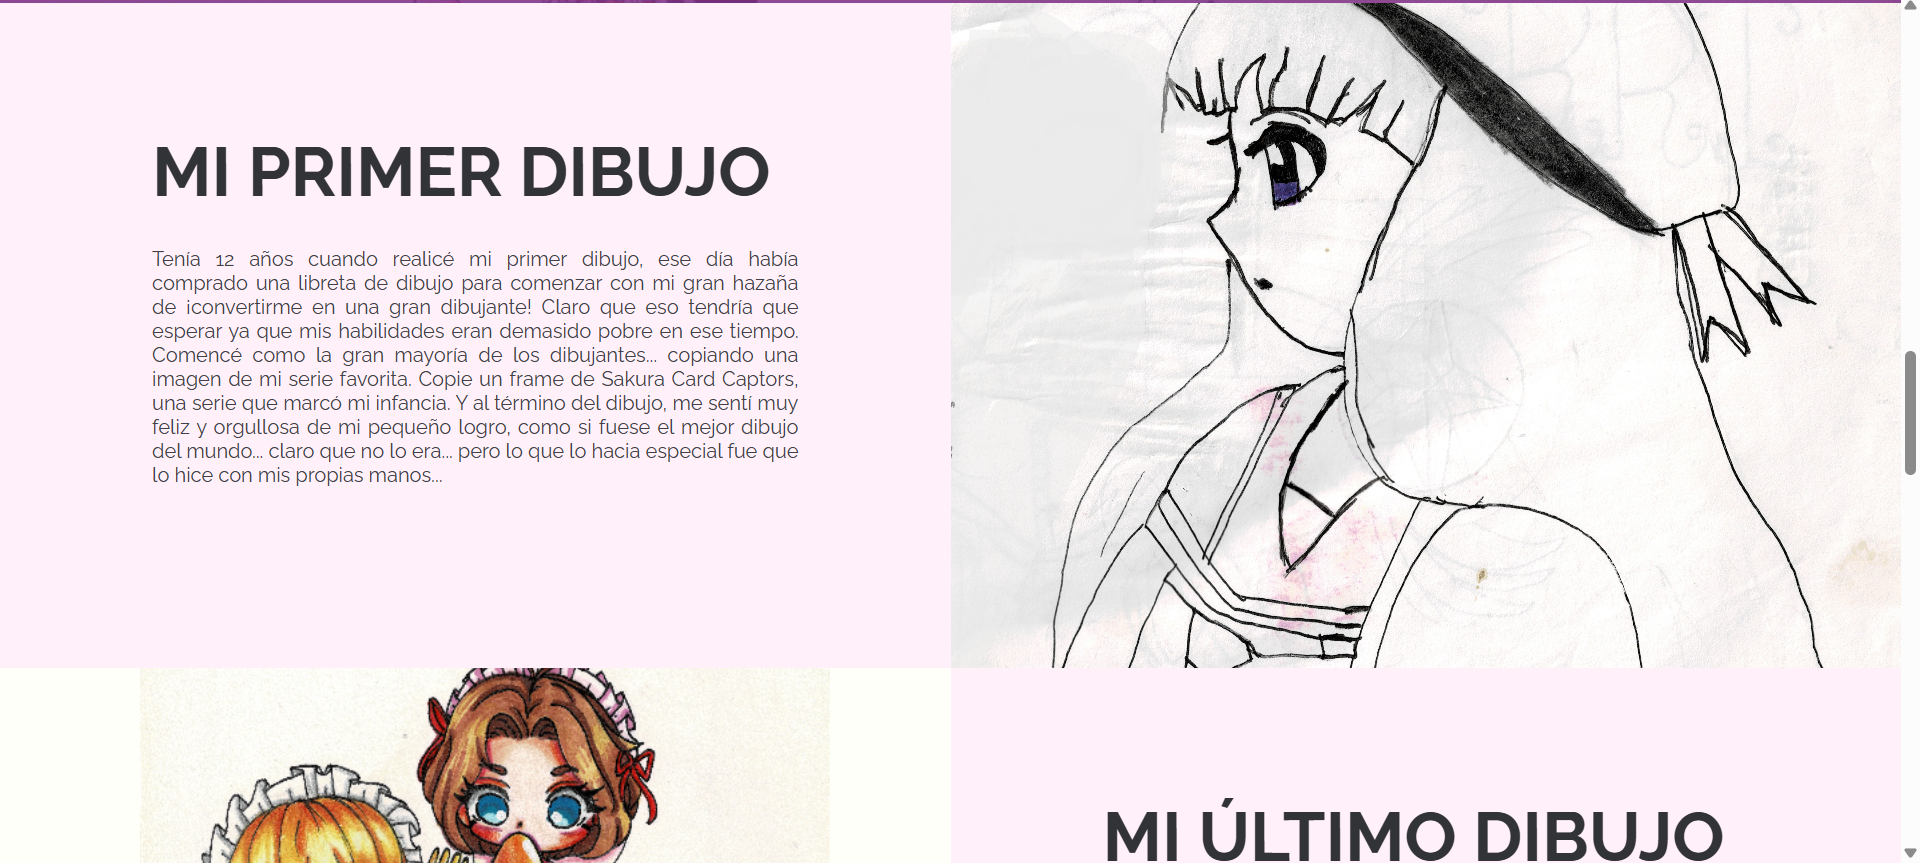 MI PRIMER DIBUJO
Tenía 12 años cuando realicé mi primer dibujo, ese día había
comprado una libreta de dibujo para comenzar con mi gran hazaña
de ¡convertirme en una gran dibujante! Claro que eso tendría que
esperar ya que mis habilidades eran demasido pobre en ese tiempo.
Comencé como la gran mayoría de los dibujantes... copiando una
imagen de mi serie favorita. Copie un frame de Sakura Card Captors,
una serie que marcó mi infancia. Y al término del dibujo, me sentí muy
feliz y orgullosa de mi pequeño logro, como si fuese el mejor dibujo
del mundo... claro que no lo era... pero lo que lo hacia especial fue que
lo hice con mis propias manos...
MI ÚLTIMO DIBUJO